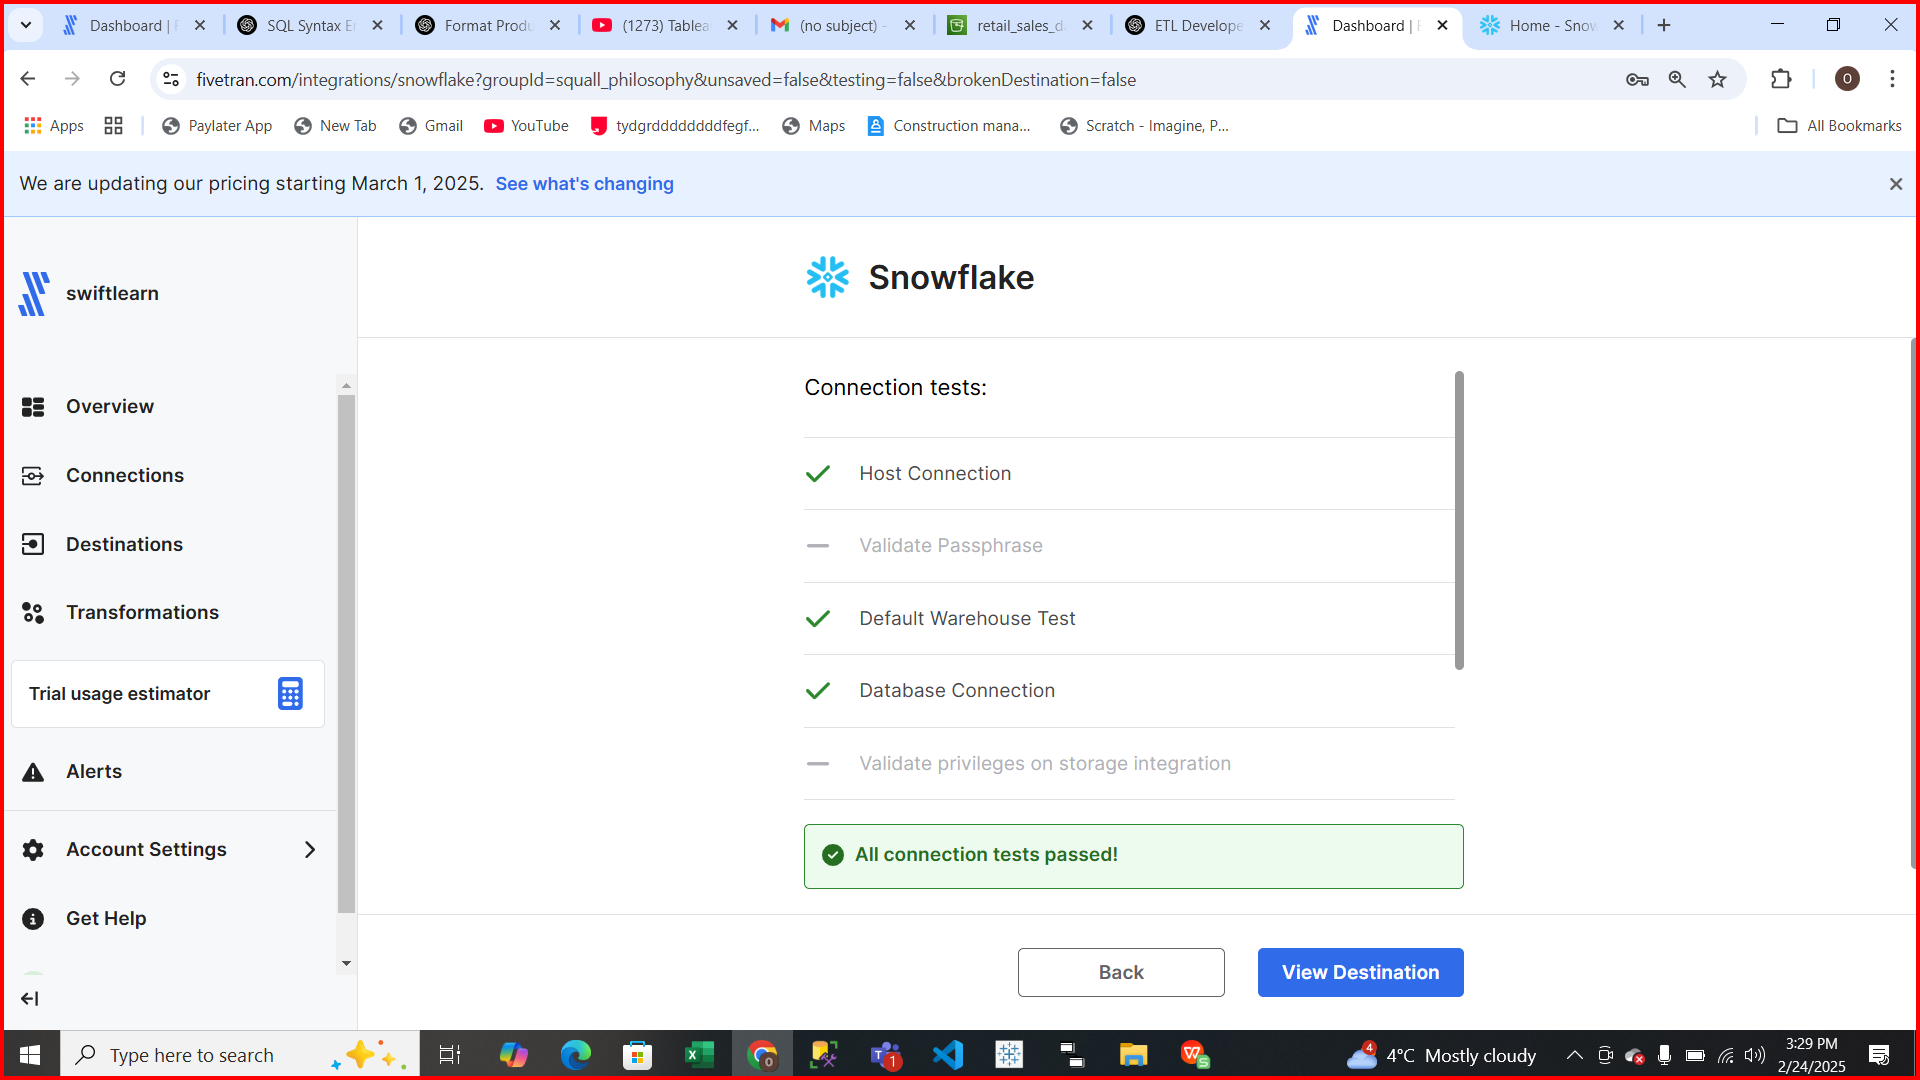 Dashboard | F
SQL Syntax Er
Format Produ
(1273) Tablea
(no subject) -
retail_sales_da
ETL Develope
Dashboard | F
Home - Snow
fivetran.com/integrations/snowflake?groupId=squall_philosophy&unsaved=false&testing=false&brokenDestination=false
O
Apps
Paylater App
New Tab
Gmail
YouTube
tydgrdddddddfegf...
Maps
Construction mana...
Scratch - Imagine, P...
All Bookmarks
We are updating our pricing starting March 1, 2025. See what's changing
swiftlearn
Overview
Connections
Destinations
Transformations
Trial usage estimator
Alerts
Account Settings
Get Help
Snowflake
Connection tests:
Host Connection
Validate Passphrase
Default Warehouse Test
Database Connection
Validate privileges on storage integration
All connection tests passed!
Back
View Destination
Type here to search
1
4
4°C Mostly cloudy
3:29 PM
2/24/2025